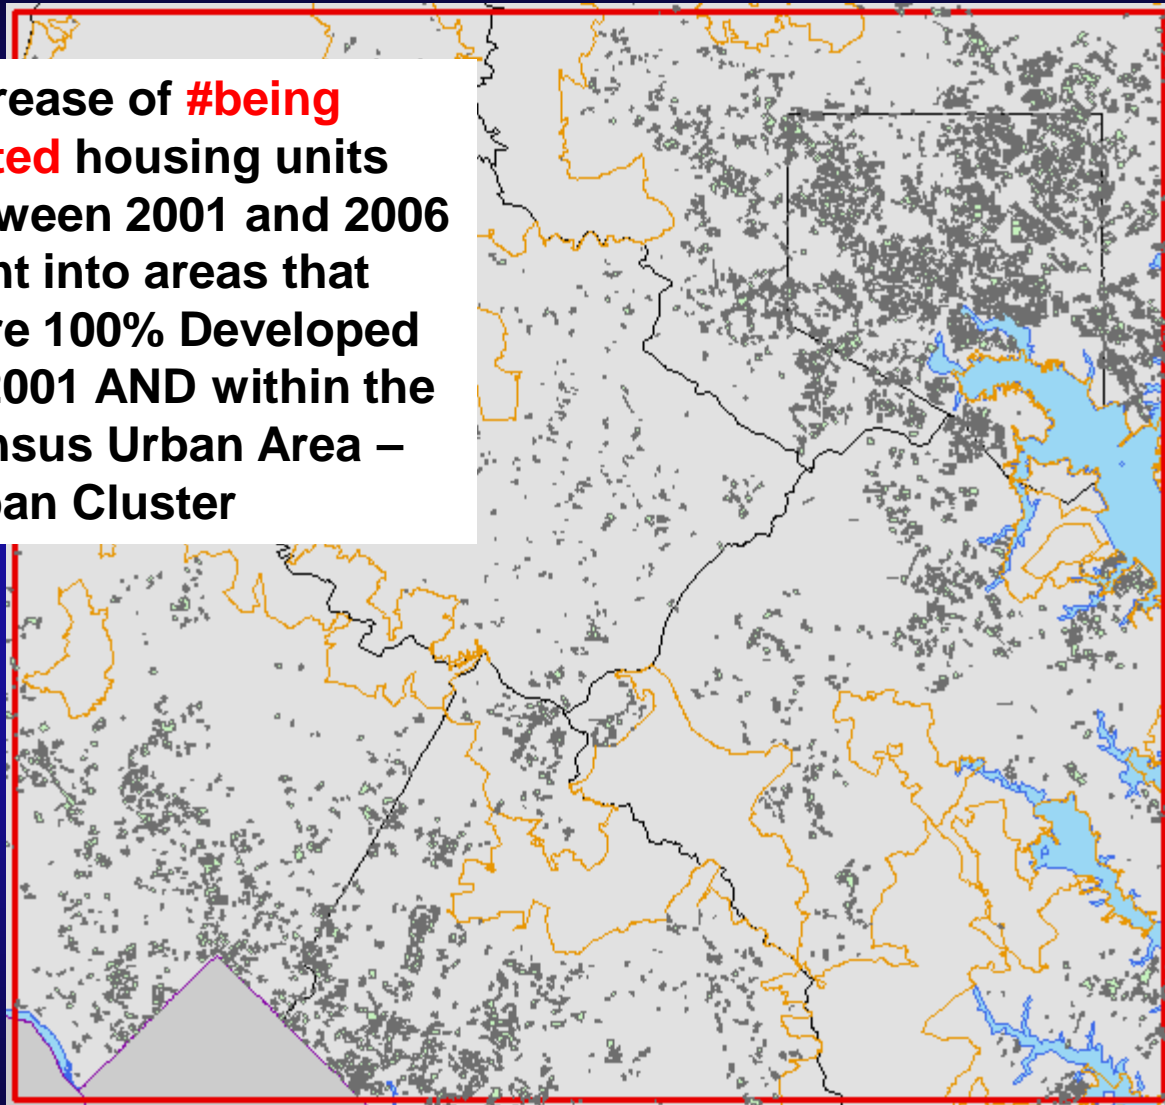 rease of #being
ted housing units
ween 2001 and 2006
nt into areas that
re 100% Developed
2001 AND within the
nsus Urban Area –
an Cluster